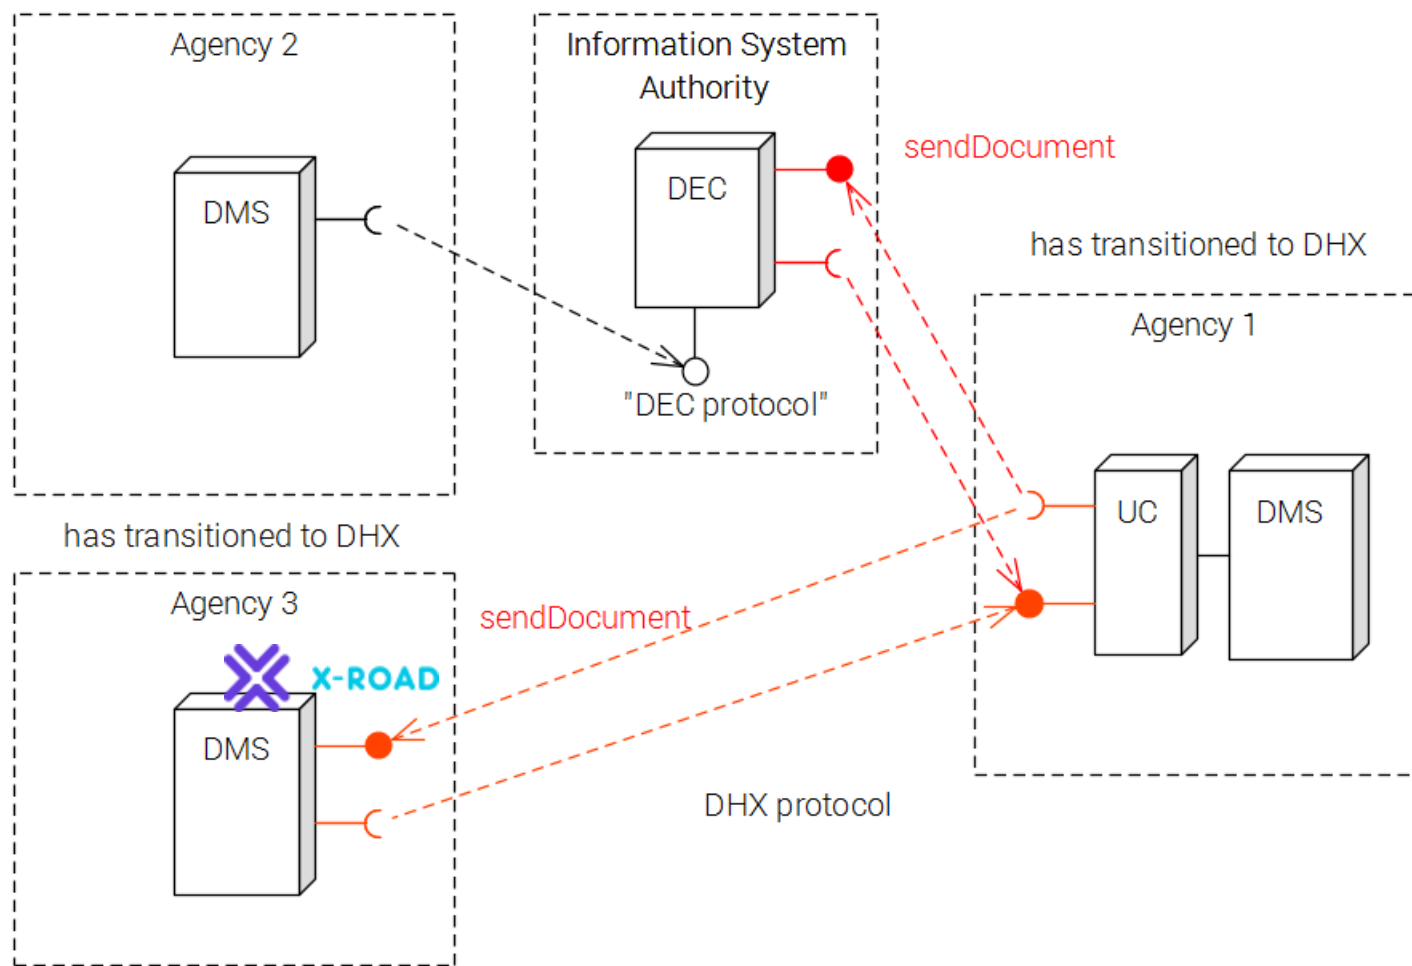 Agency 2
DMS
Information System
Authority
DEC
"DEC protocol"
sendDocument
has transitioned to DHX
Agency 1
UC
DMS
has transitioned to DHX
Agency 3
X-ROAD
DMS
sendDocument
DHX protocol